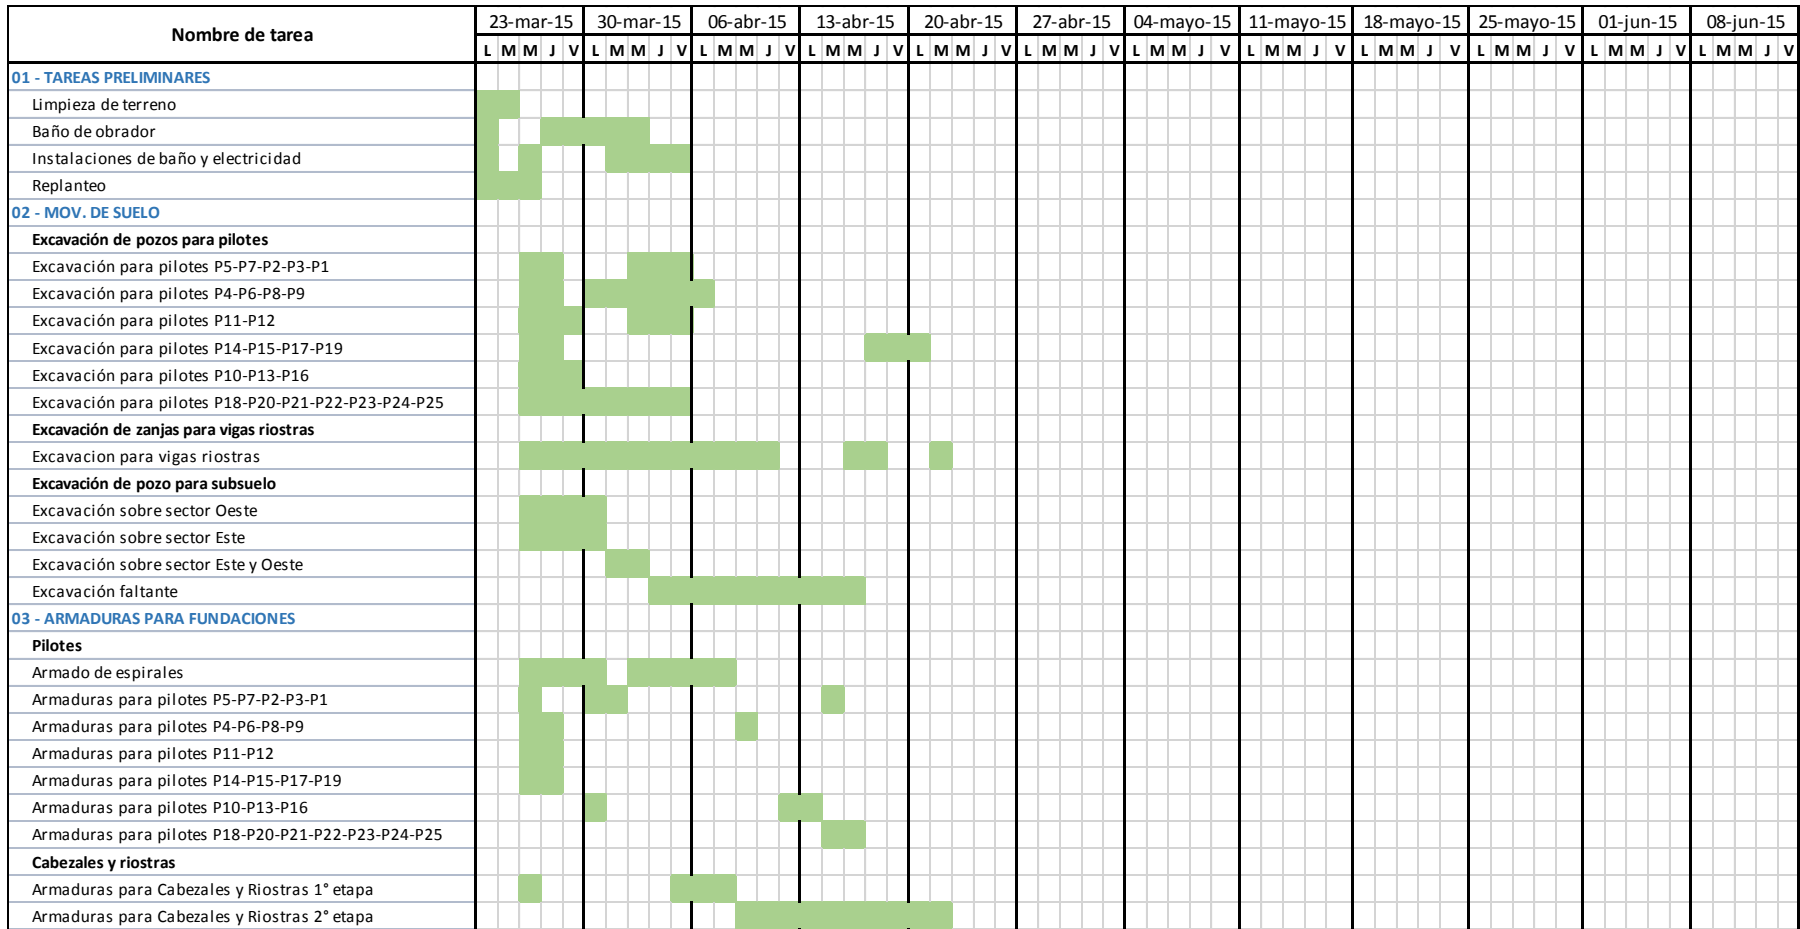 Nombre de tarea
23-mar-15 30-mar-15 06-abr-15 13-abr-15 20-abr-15 27-abr-15 04-mayo-15 11-mayo-15 18-mayo-15 25-mayo-15 01-jun-15 08-jun-15
L M M J V L M M J V L M M J V L M M J V L M M J V L M M J V L M M J V L M M J V L M M J V L M M J V L M M J V L M M J V
01 - TAREAS PRELIMINARES
Limpieza de terreno
Baño de obrador
Instalaciones de baño y electricidad
Replanteo
02 - MOV. DE SUELO
Excavación de pozos para pilotes
Excavación para pilotes P5-P7-P2-P3-P1
Excavación para pilotes P4-P6-P8-P9
Excavación para pilotes P11-P12
Excavación para pilotes P14-P15-P17-P19
Excavación para pilotes P10-P13-P16
Excavación para pilotes P18-P20-P21-P22-P23-P24-P25
Excavación de zanjas para vigas riostras
Excavacion para vigas riostras
Excavación de pozo para subsuelo
Excavación sobre sector Oeste
Excavación sobre sector Este
Excavación sobre sector Este y Oeste
Excavación faltante
03 - ARMADURAS PARA FUNDACIONES
Pilotes
Armado de espirales
Armaduras para pilotes P5-P7-P2-P3-P1
Armaduras para pilotes P4-P6-P8-P9
Armaduras para pilotes P11-P12
Armaduras para pilotes P14-P15-P17-P19
Armaduras para pilotes P10-P13-P16
Armaduras para pilotes P18-P20-P21-P22-P23-P24-P25
Cabezales y riostras
Armaduras para Cabezales y Riostras 1° etapa
Armaduras para Cabezales y Riostras 2° etapa